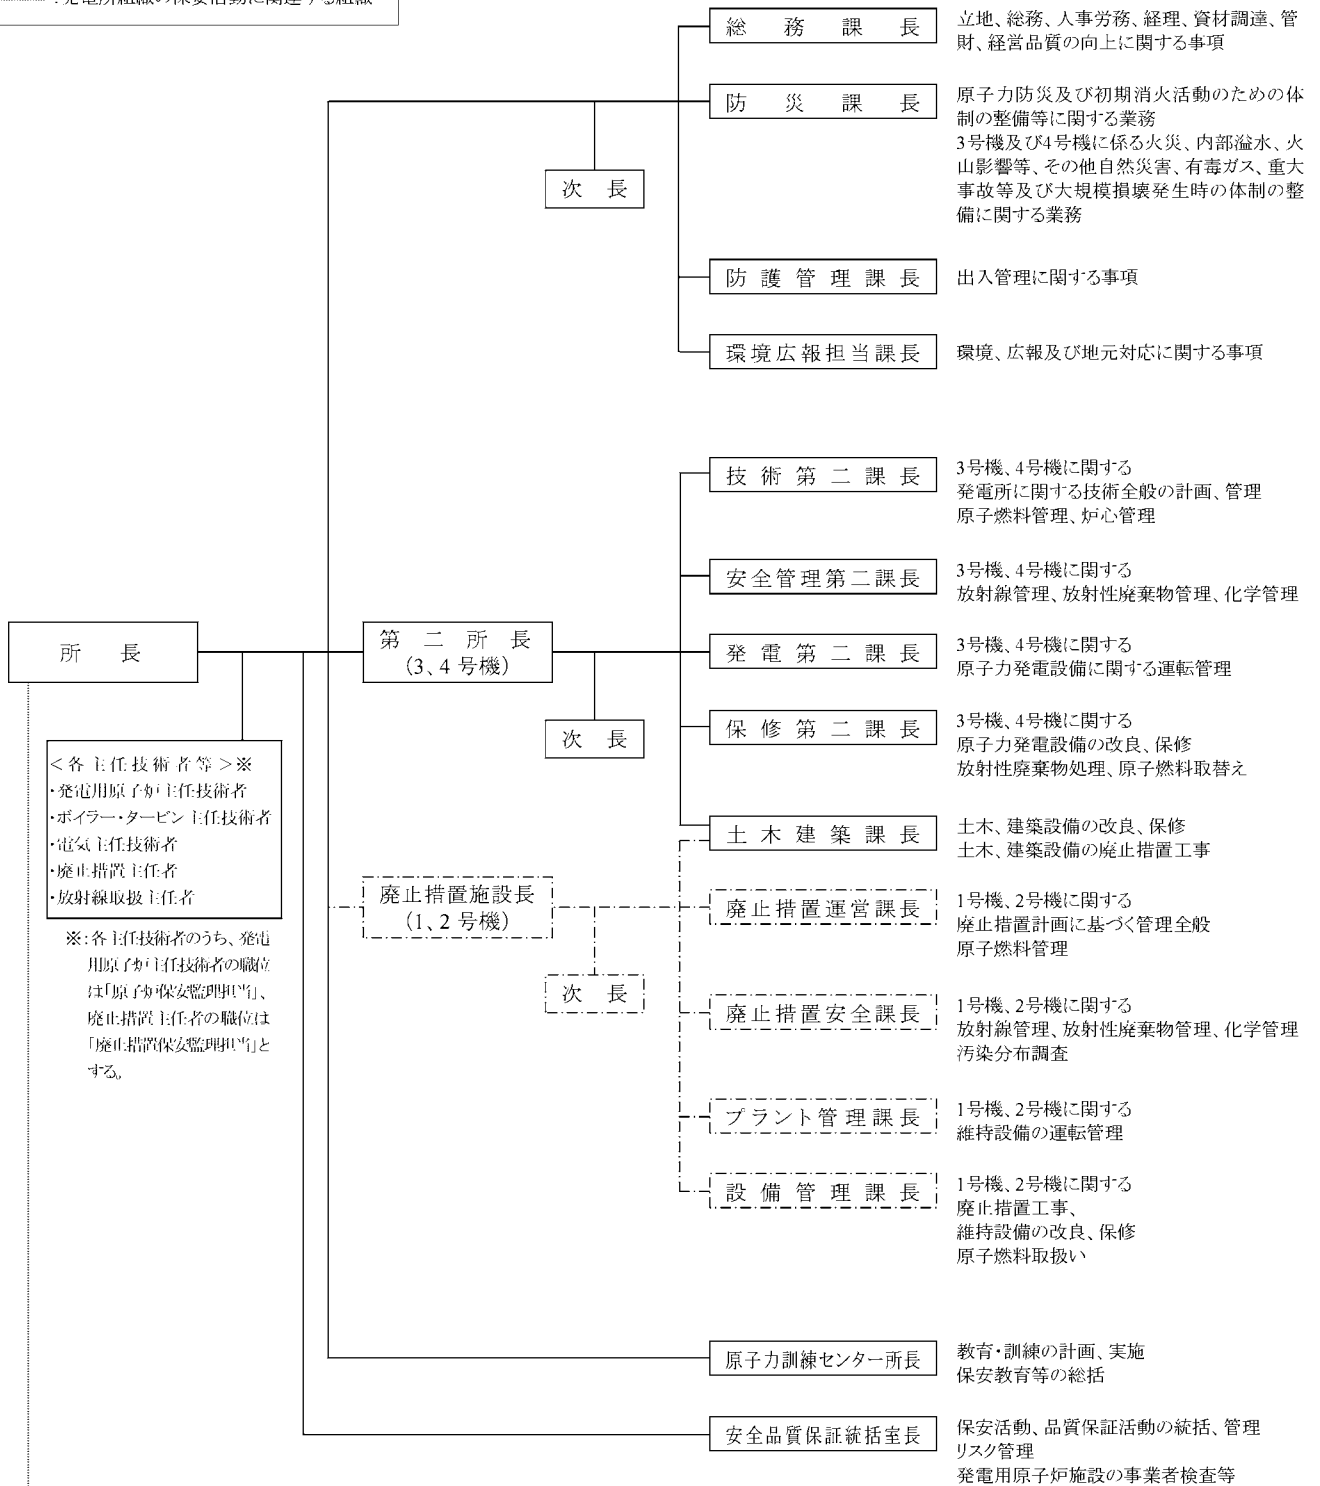 ：発電所組織の保安活動に関連する組織
総務課長
立地、総務、人事労務、経理、資材調達、管
財、経営品質の向上に関する事項
防災課長
原子力防災及び初期消火活動のための体
制の整備等に関する業務
3号機及び4号機に係る火災、内部溢水、火
山影響等、その他自然災害、有毒ガス、重大
事故等及び大規模損壊発生時の体制の整
備に関する業務
次長
防護管理課長
出入管理に関する事項
環境広報担当課長
環境、広報及び地元対応に関する事項
技術第二課長
3号機、4号機に関する
発電所に関する技術全般の計画、管理
原子燃料管理、炉心管理
安全管理第二課長
3号機、4号機に関する
放射線管理、放射性廃棄物管理、化学管理
所長
第二所長
（3、4号機）
発電第二課長
3号機、4号機に関する
原子力発電設備に関する運転管理
次長
保修第二課長
3号機、4号機に関する
原子力発電設備の改良、保修
放射性廃棄物処理、原子燃料取替え
＜各主任技術者等＞※
・発電用原子炉主任技術者
・ボイラー・タービン主任技術者
・電気主任技術者
・廃止措置主任者
・放射線取扱主任者
※：各主任技術者のうち、発電
用原子炉主任技術者の職位
は「原子炉保安監理担当」、
廃止措置主任者の職位は
「廃止措置保安監理担当」と
する。
土木建築課長
土木、建築設備の改良、保修
土木、建築設備の廃止措置工事
廃止措置施設長
（1、2号機）
廃止措置運営課長
1号機、2号機に関する
廃止措置計画に基づく管理全般
原子燃料管理
次長
廃止措置安全課長
1号機、2号機に関する
放射線管理、放射性廃棄物管理、化学管理
汚染分布調査
プラント管理課長
1号機、2号機に関する
維持設備の運転管理
設備管理課長
1号機、2号機に関する
廃止措置工事、
維持設備の改良、保修
原子燃料取扱い
原子力訓練センター所長
教育・訓練の計画、実施
保安教育等の総括
安全品質保証統括室長
保安活動、品質保証活動の統括、管理
リスク管理
発電用原子炉施設の事業者検査等